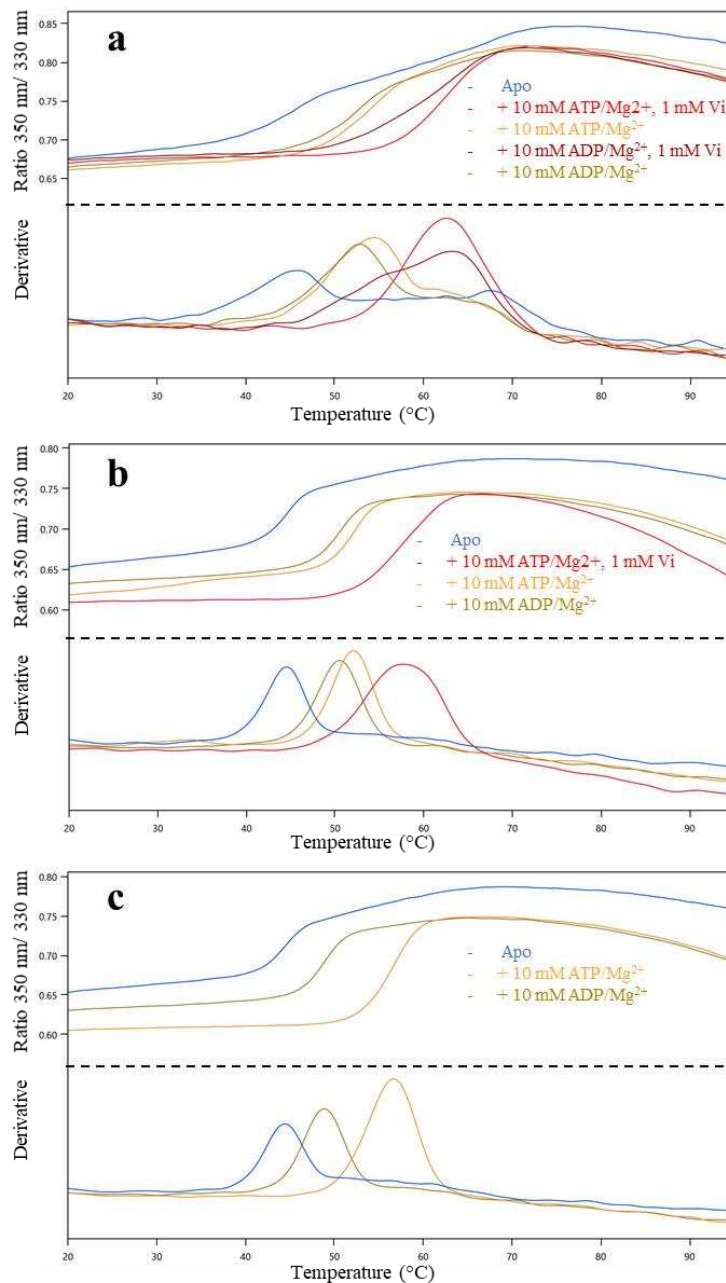 a
0.85
0.80
0.75
0.70
0.65
Ratio 350 nm/ 330 nm
- Apo
- + 10 mM ATP/Mg2+, 1 mM Vi
- + 10 mM ATP/Mg²⁺
- + 10 mM ADP/Mg²⁺, 1 mM Vi
- + 10 mM ADP/Mg²⁺
Derivative
20 30 40 50 60 70 80 90
Temperature (°C)
b
0.80
0.75
0.70
0.65
0.60
Ratio 350 nm/ 330 nm
- Apo
- + 10 mM ATP/Mg2+, 1 mM Vi
- + 10 mM ATP/Mg²⁺
- + 10 mM ADP/Mg²⁺
Derivative
20 30 40 50 60 70 80 90
Temperature (°C)
c
0.80
0.75
0.70
0.65
0.60
Ratio 350 nm/ 330 nm
- Apo
- + 10 mM ATP/Mg²⁺
- + 10 mM ADP/Mg²⁺
Derivative
20 30 40 50 60 70 80 90
Temperature (°C)